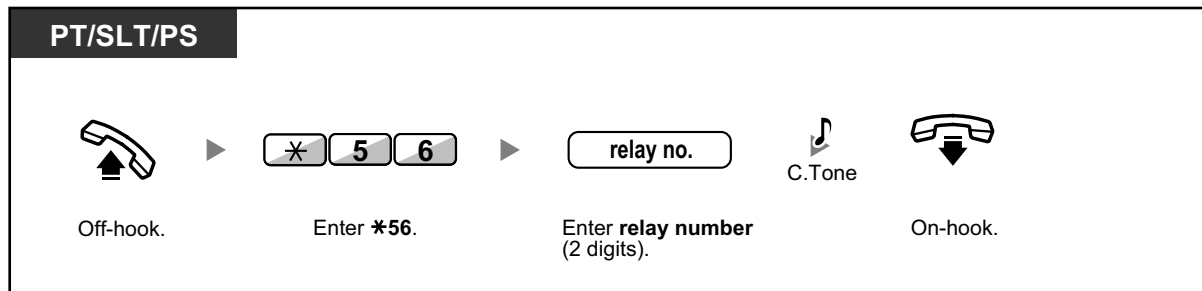 PT/SLT/PS
* 5 6
relay no.
C.Tone
Off-hook.
Enter *56.
Enter relay number
(2 digits).
On-hook.